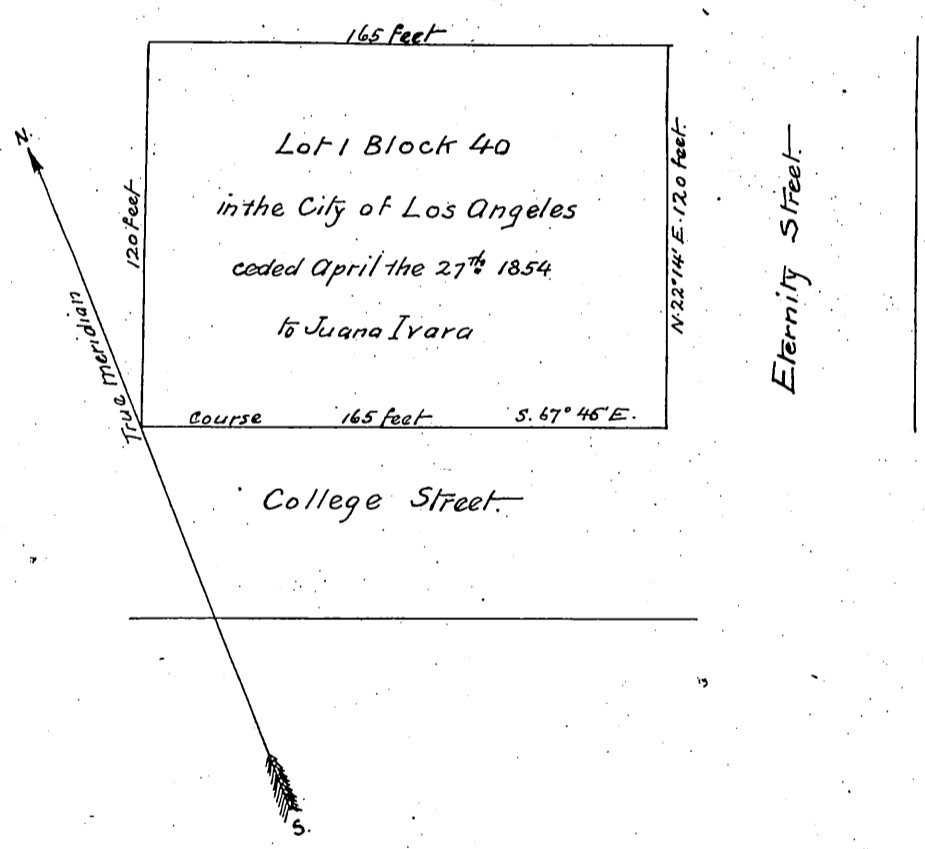 165 feet
N.
Lot 1 Block 40
in the City of Los Angeles
ceded April the 27th 1854
to Juana Ivara
120 feet
N. 22° 14' E. 120 feet.
Eternity Street.
True meridian
course 165 feet S. 67° 46' E.
College Street.
S.